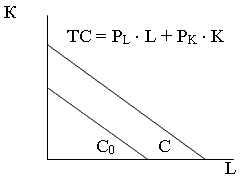 К
TC = P_L · L + P_K · K
C₀ C
L